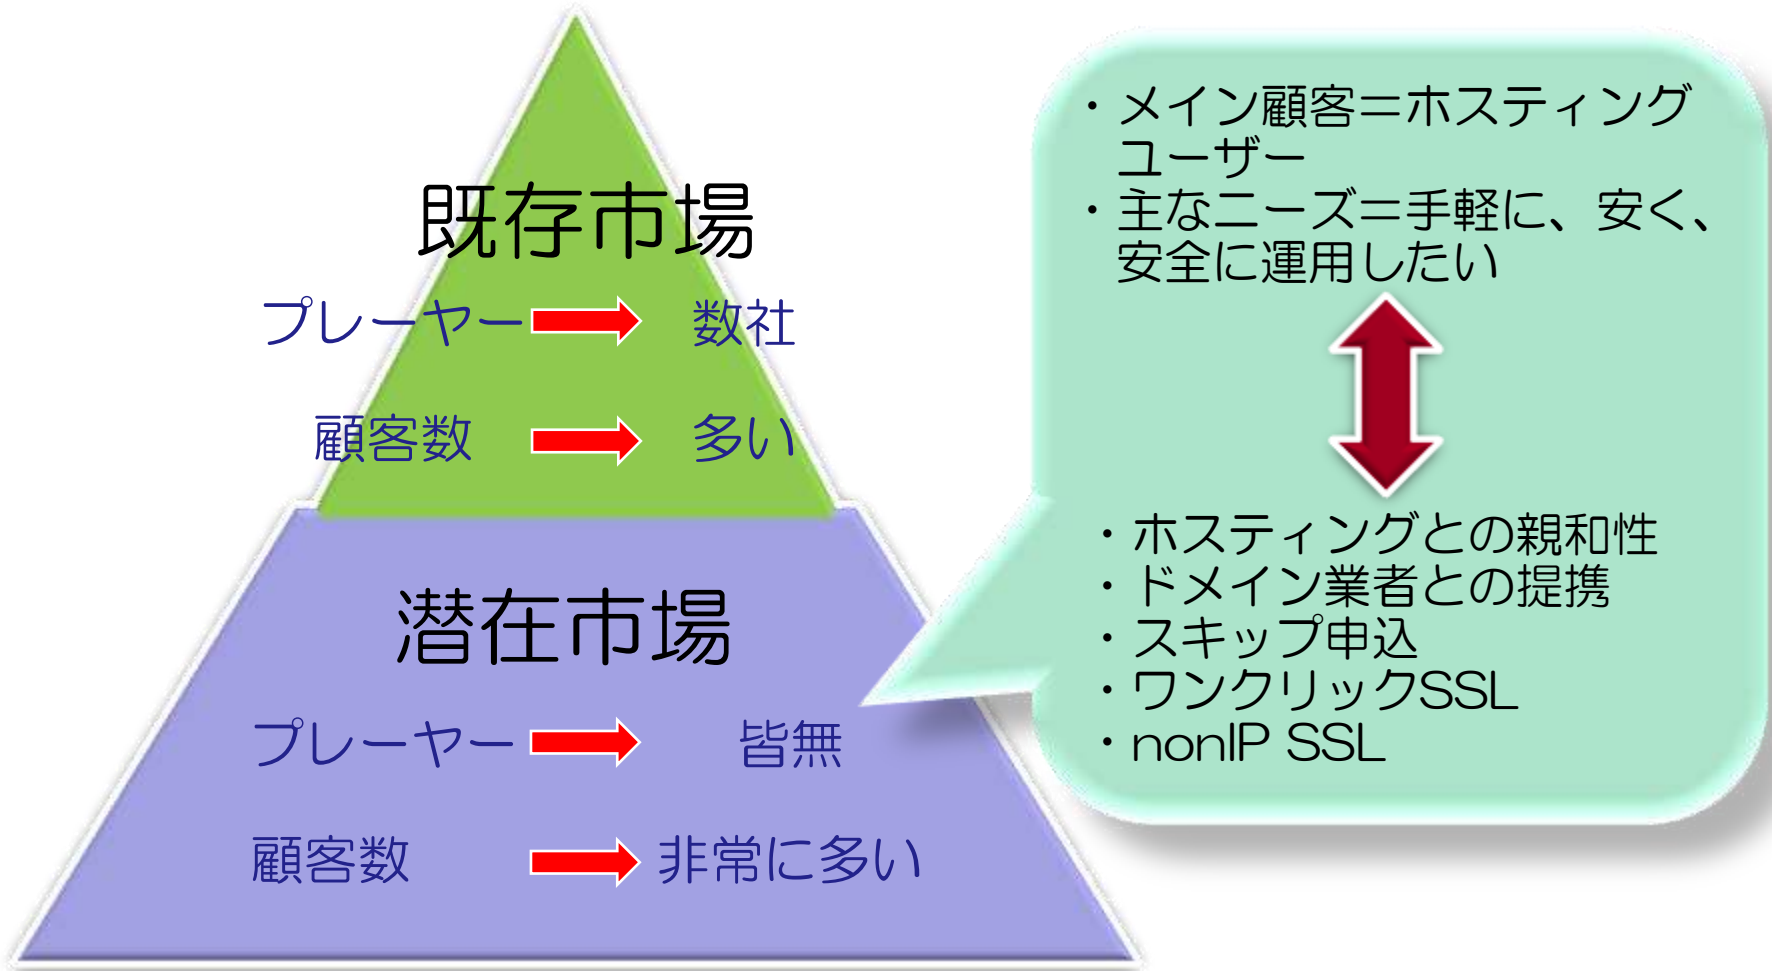 既存市場
プレーヤー 数社
顧客数 多い
潜在市場
プレーヤー 皆無
顧客数 非常に多い
・メイン顧客＝ホスティング
ユーザー
・主なニーズ＝手軽に、安く、
安全に運用したい
・ホスティングとの親和性
・ドメイン業者との提携
・スキップ申込
・ワンクリックSSL
・nonIP SSL